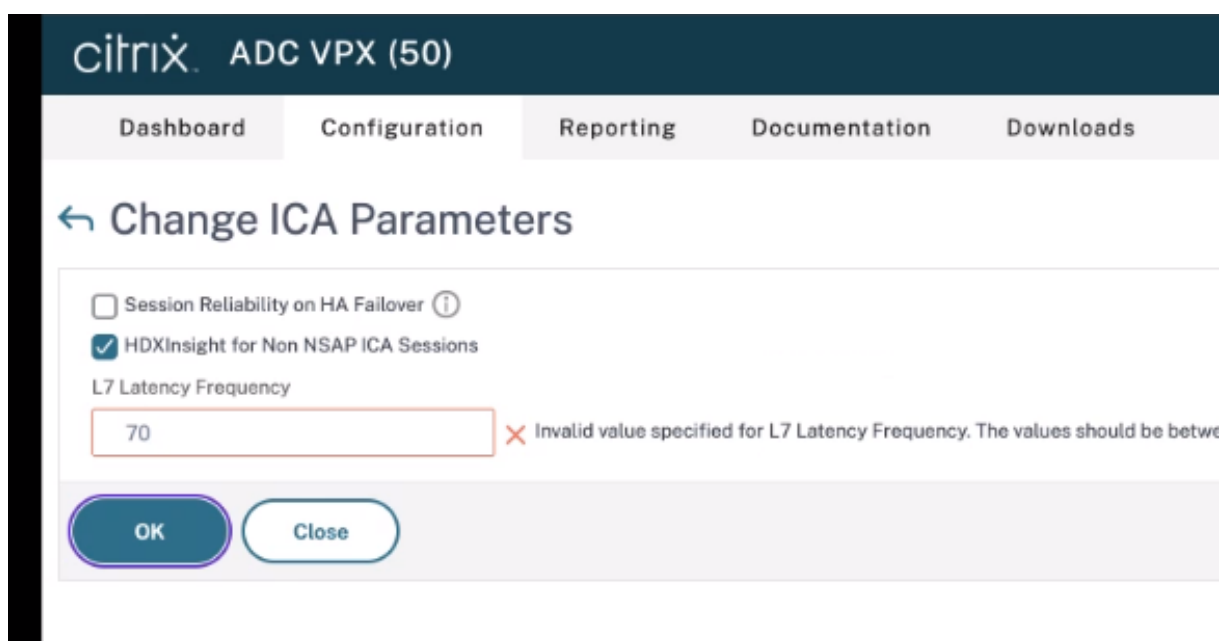 citrix ADC VPX (50)
Dashboard Configuration Reporting Documentation Downloads
Change ICA Parameters
Session Reliability on HA Failover
HDXInsight for Non NSAP ICA Sessions
L7 Latency Frequency
70
Invalid value specified for L7 Latency Frequency. The values should be
OK Close